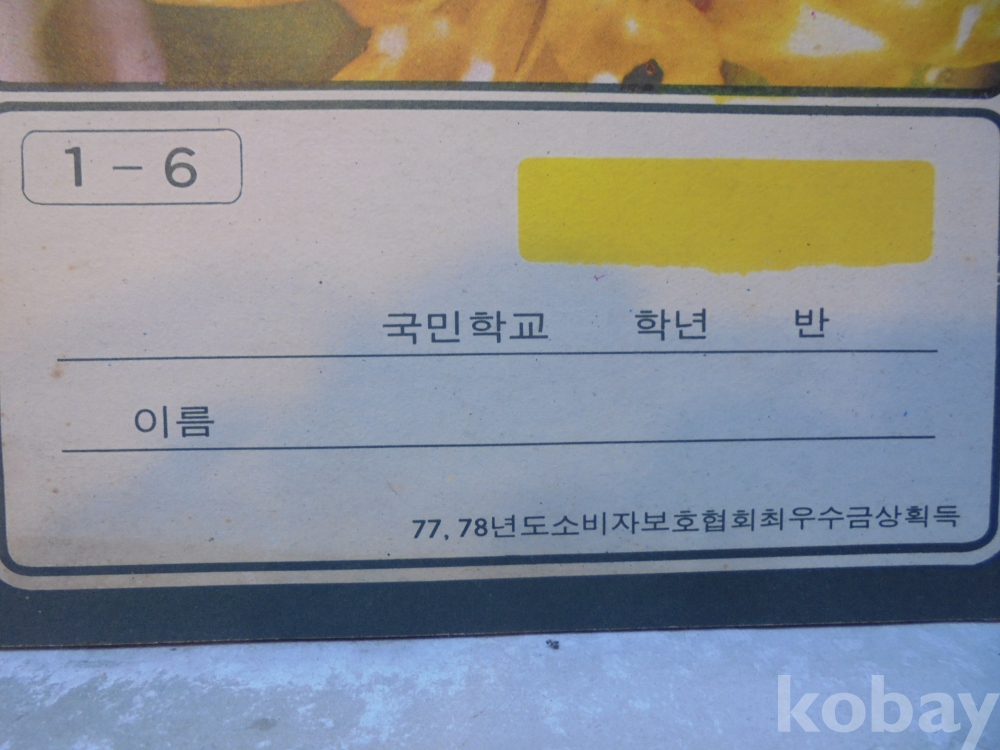 1 – 6
국민학교 학년 반
이름
77, 78년도소비자보호협회최우수금상획득
kobay